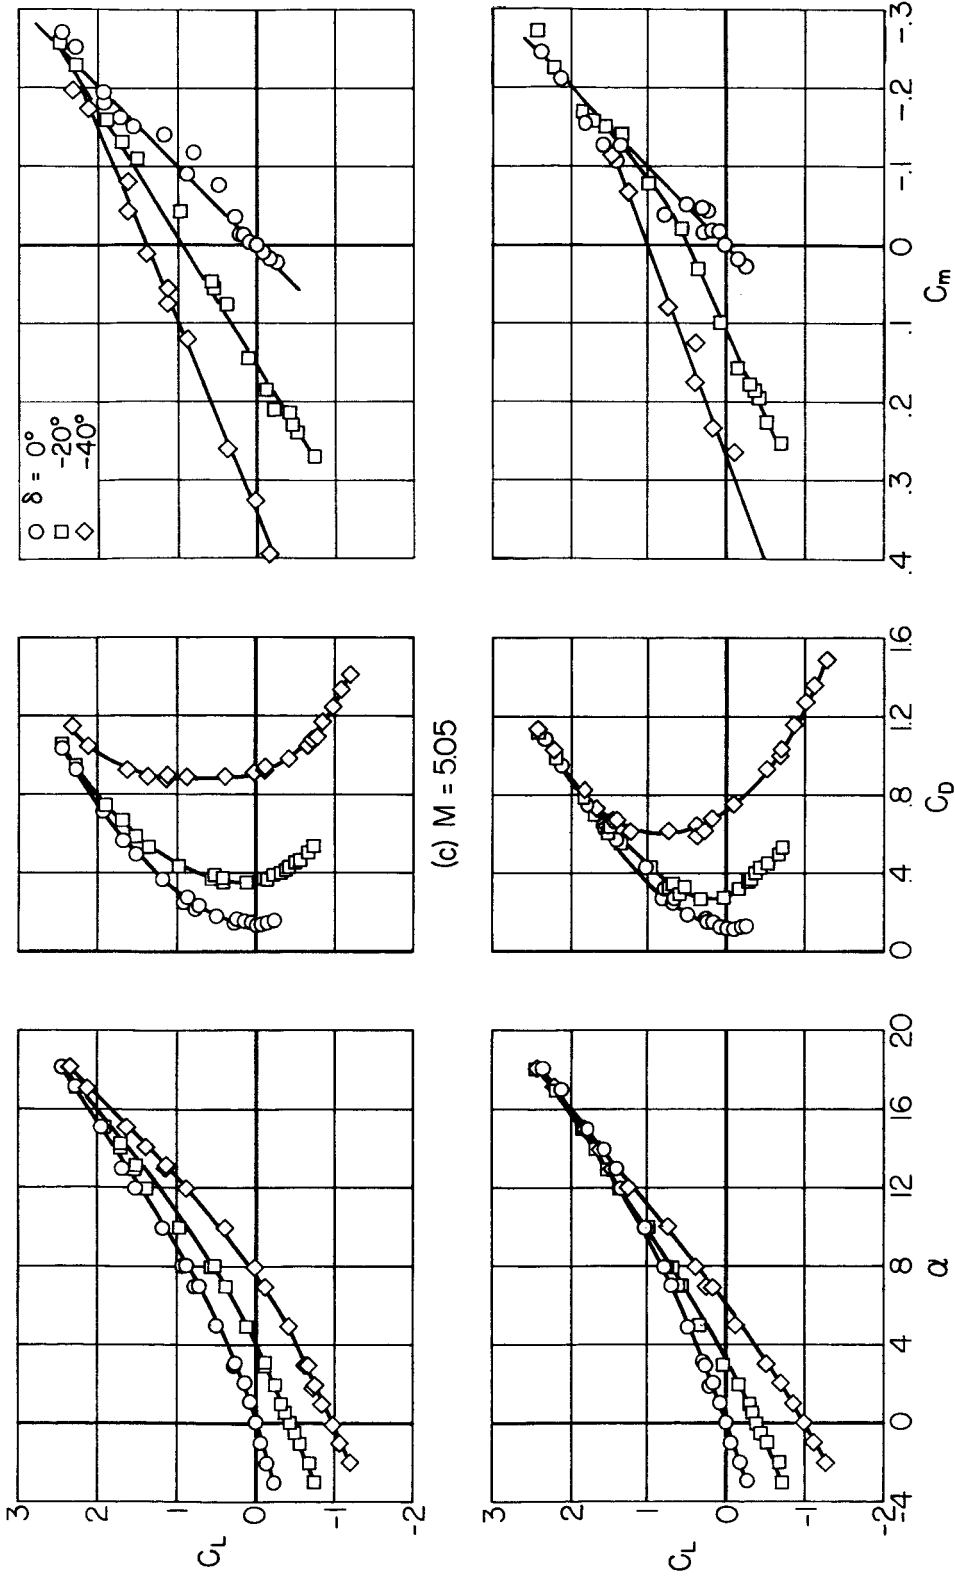 3
2
1
0
-1
-2
C_L
○ δ = 0°
□ -20°
◇ -40°
(c) M = 5.05
3
2
1
0
-1
-2
C_L
-4 0 4 8 12 16 20
α
0 .4 .8 1.2 1.6
C_D
.4 .3 .2 .1 0 -.1 -.2 -.3
C_m